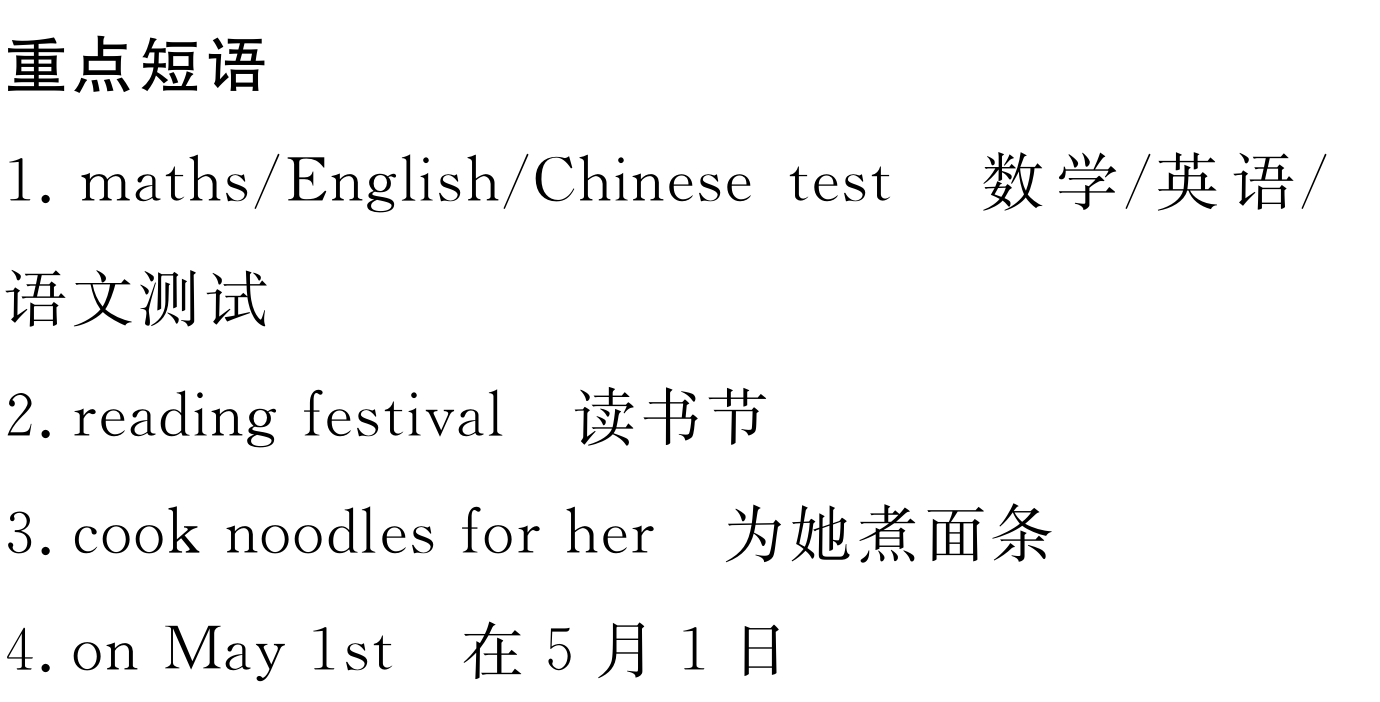 重点短语
1. maths/English/Chinese test 数学/英语/
语文测试
2. reading festival 读书节
3. cook noodles for her 为她煮面条
4. on May 1st 在 5 月 1 日